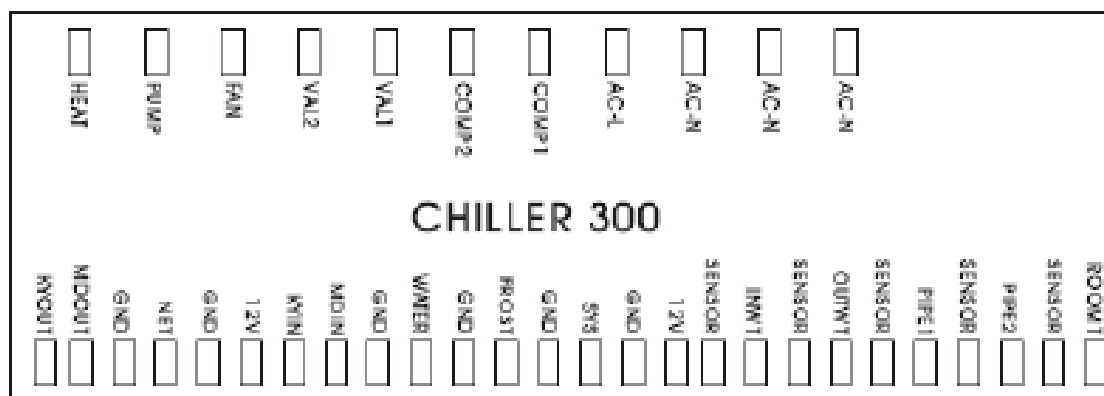 HEAT
PUMP
FAN
VAL2
VAL1
COMP2
COMP1
AC-L
AC-N
AC-N
AC-N
CHILLER 300
KYOUT
MDOUT
GND
NET
GND
12V
KYIN
MDIN
GND
WATER
GND
FROST
GND
SYS
GND
12V
SENSOR
INWT
SENSOR
OUTWT
SENSOR
PIPE1
SENSOR
PIPE2
SENSOR
ROOMT